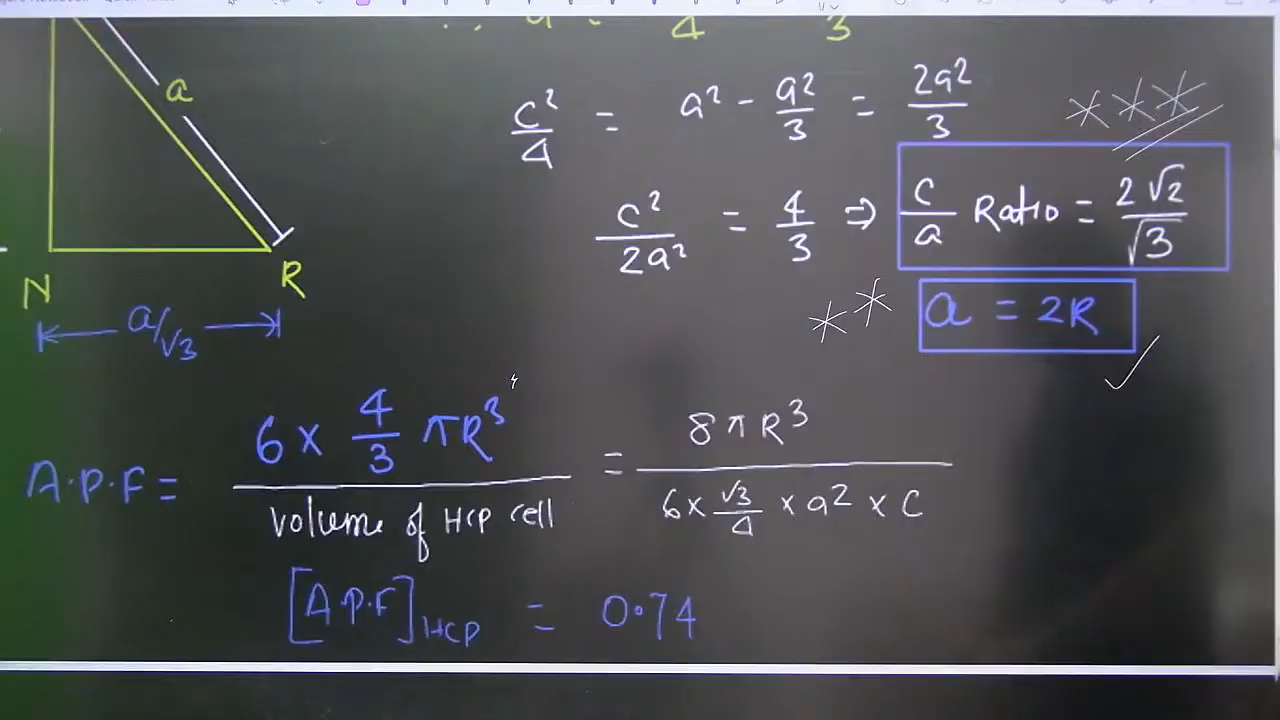 a
c²/4 = a² - a²/3 = 2a²/3
***
c²/2a² = 4/3 ⇒ c/a Ratio = 2√2/√3
N
R
** a = 2R ✓
a/√3
A.P.F = 6 × 4/3 πR³ / Volume of HCP cell = 8πR³ / 6 × √3/4 × a² × C
[A.P.F]HCP = 0.74